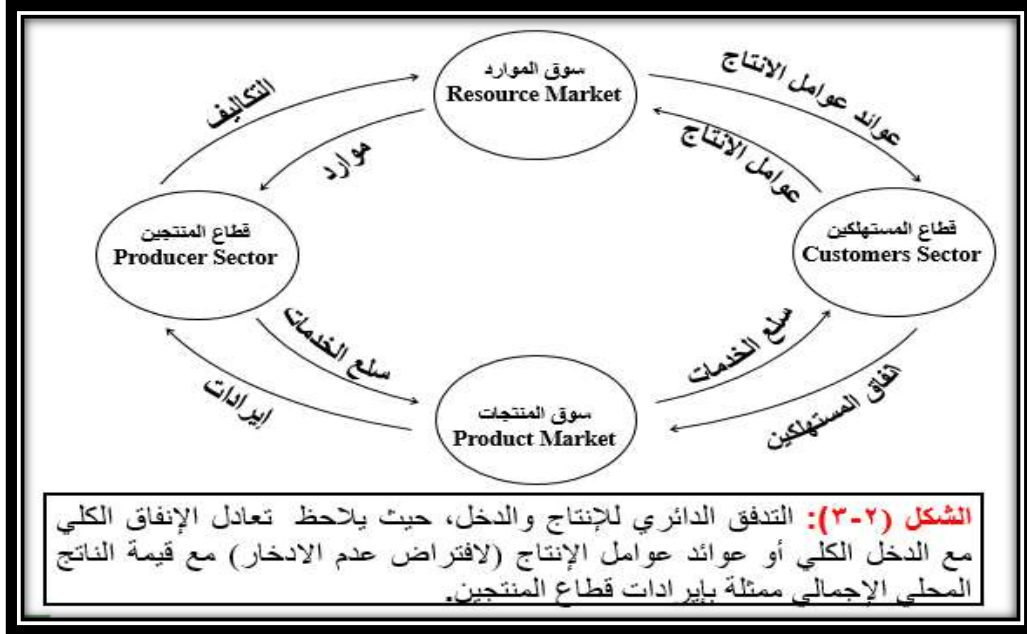 سوق الموارد
Resource Market
التكاليف
موارد
عوائد عوامل الانتاج
عوامل الانتاج
قطاع المنتجين
Producer Sector
قطاع المستهلكين
Customers Sector
سلع الخدمات
إيرادات
سلع الخدمات
انفاق المستهلكين
سوق المنتجات
Product Market
الشكل (٢-٣): التدفق الدائري للإنتاج والدخل، حيث يلاحظ تعادل الإنفاق الكلي
مع الدخل الكلي أو عوائد عوامل الإنتاج (لافتراض عدم الادخار) مع قيمة الناتج
المحلي الإجمالي ممثلة بإيرادات قطاع المنتجين.